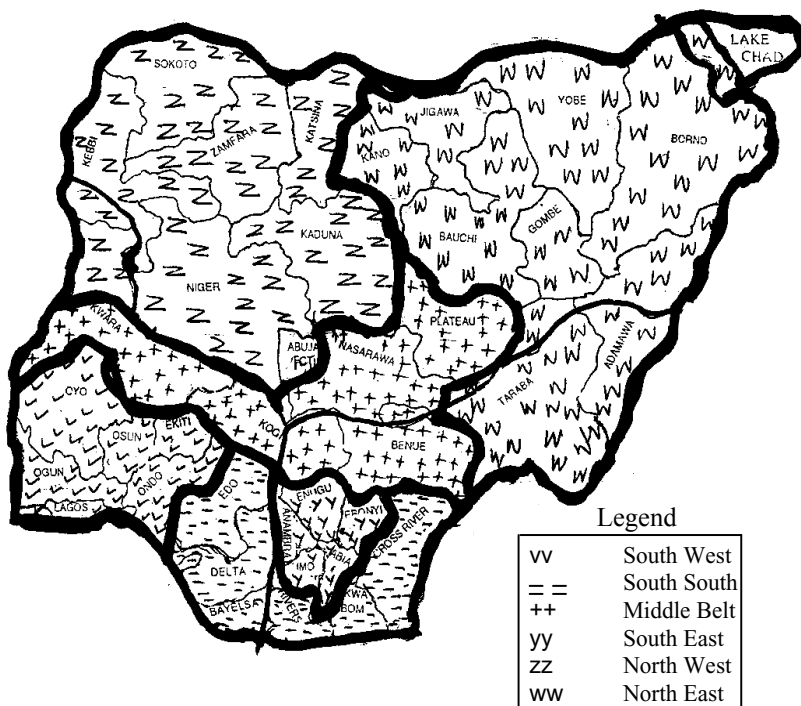 LAKE
CHAD
SOKOTO
YOBE
JIGAWA
KATSINA
KEBBI
ZAMFARA
BORNO
KANO
GOMBE
KADUNA
BAUCHI
NIGER
PLATEAU
KWARA
ABUJA
FCT
NASARAWA
ADAMAWA
TARABA
OYO
EKITI
KOGI
OSUN
BENUE
OGUN
ONDO
EDO
ENUGU
LAGOS
EBONYI
ANAMBRA
CROSS RIVER
ABIA
IMO
DELTA
BAYELSA
RIVERS
KWA
BOM
Legend
vv South West
= = South South
++ Middle Belt
yy South East
zz North West
ww North East